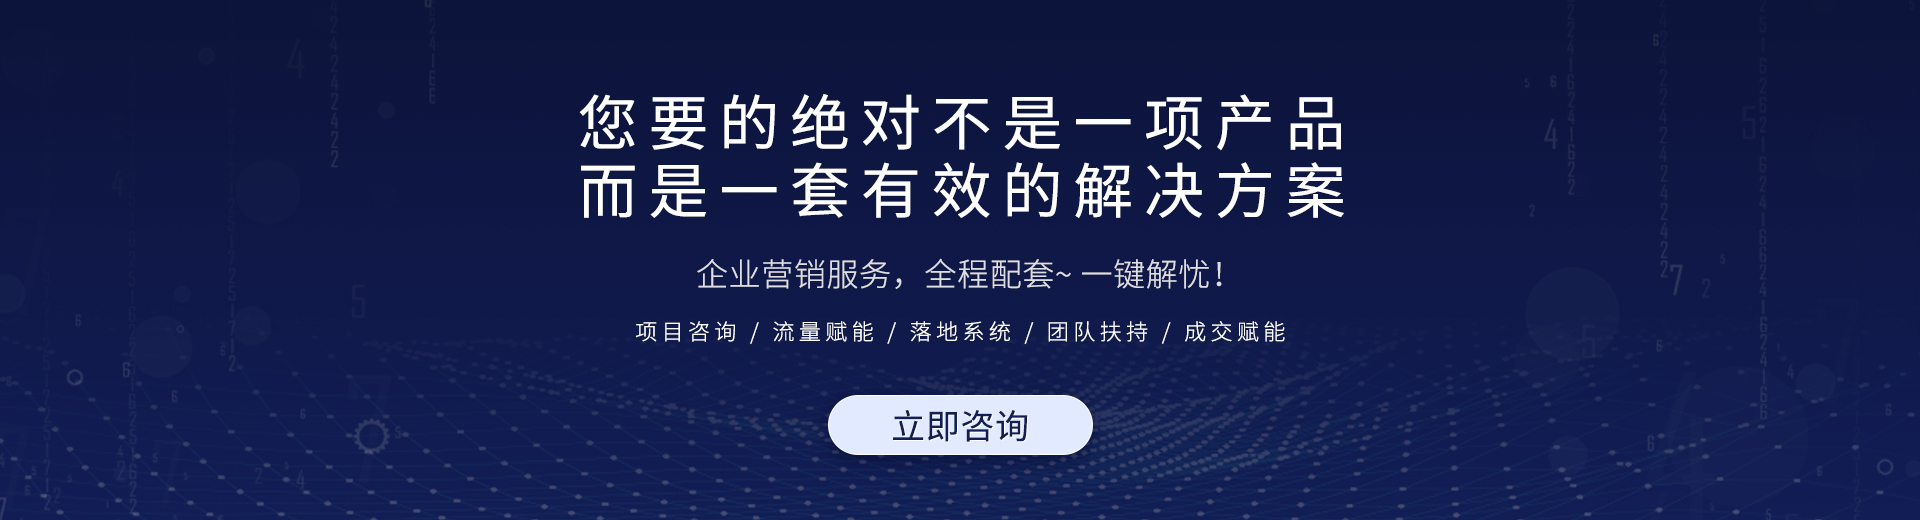 您要的绝对不是一项产品
而是一套有效的解决方案
企业营销服务，全程配套~ 一键解忧！
项目咨询 / 流量赋能 / 落地系统 / 团队扶持 / 成交赋能
立即咨询